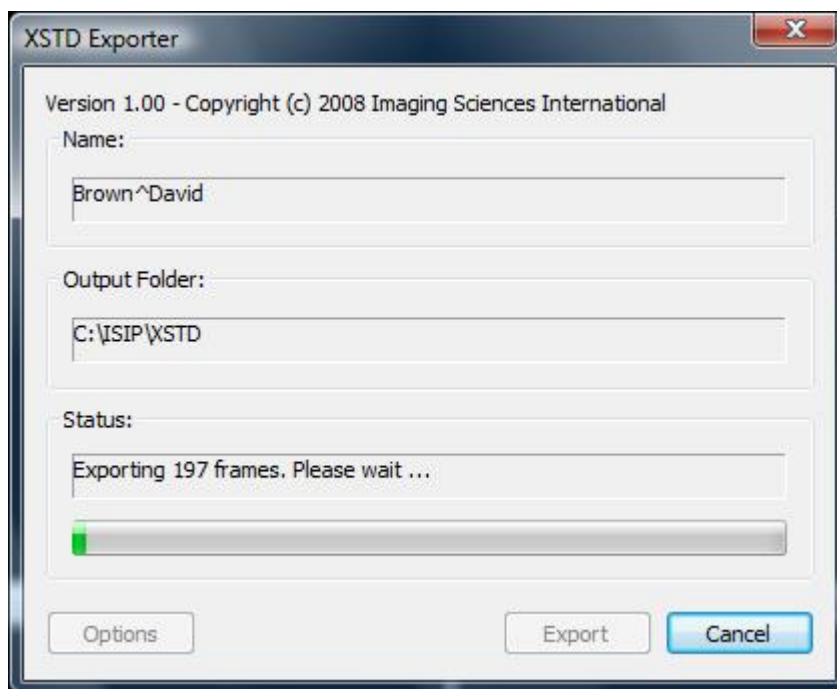 XSTD Exporter
Version 1.00 - Copyright (c) 2008 Imaging Sciences International
Name:
Brown^David
Output Folder:
C:\ISIP\XSTD
Status:
Exporting 197 frames. Please wait ...
Options
Export
Cancel